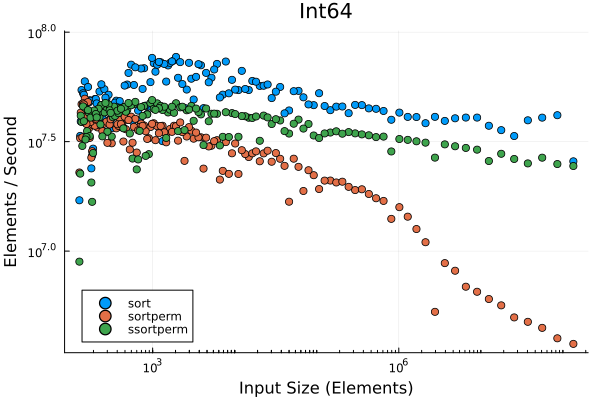 Int64
Elements / Second
10^8.0
10^7.5
10^7.0
sort
sortperm
ssortperm
10^3
10^6
Input Size (Elements)